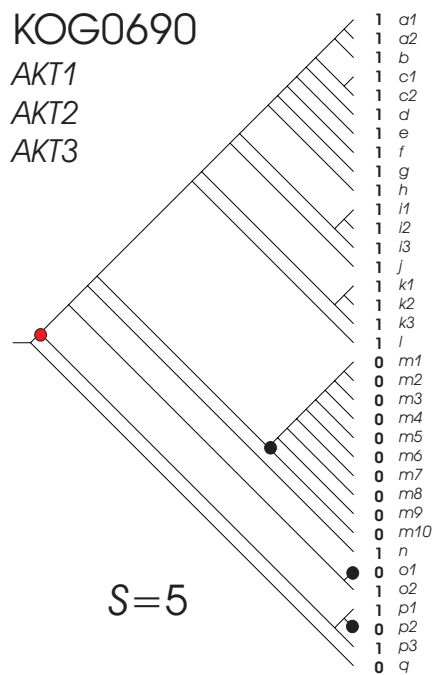 KOG0690
AKT1
AKT2
AKT3
1 a1
1 a2
1 b
1 c1
1 c2
1 d
1 e
1 f
1 g
1 h
1 i1
1 i2
1 i3
1 j
1 k1
1 k2
1 k3
1 l
0 m1
0 m2
0 m3
0 m4
0 m5
0 m6
0 m7
0 m8
0 m9
0 m10
1 n
0 o1
1 o2
1 p1
0 p2
1 p3
0 q
S=5